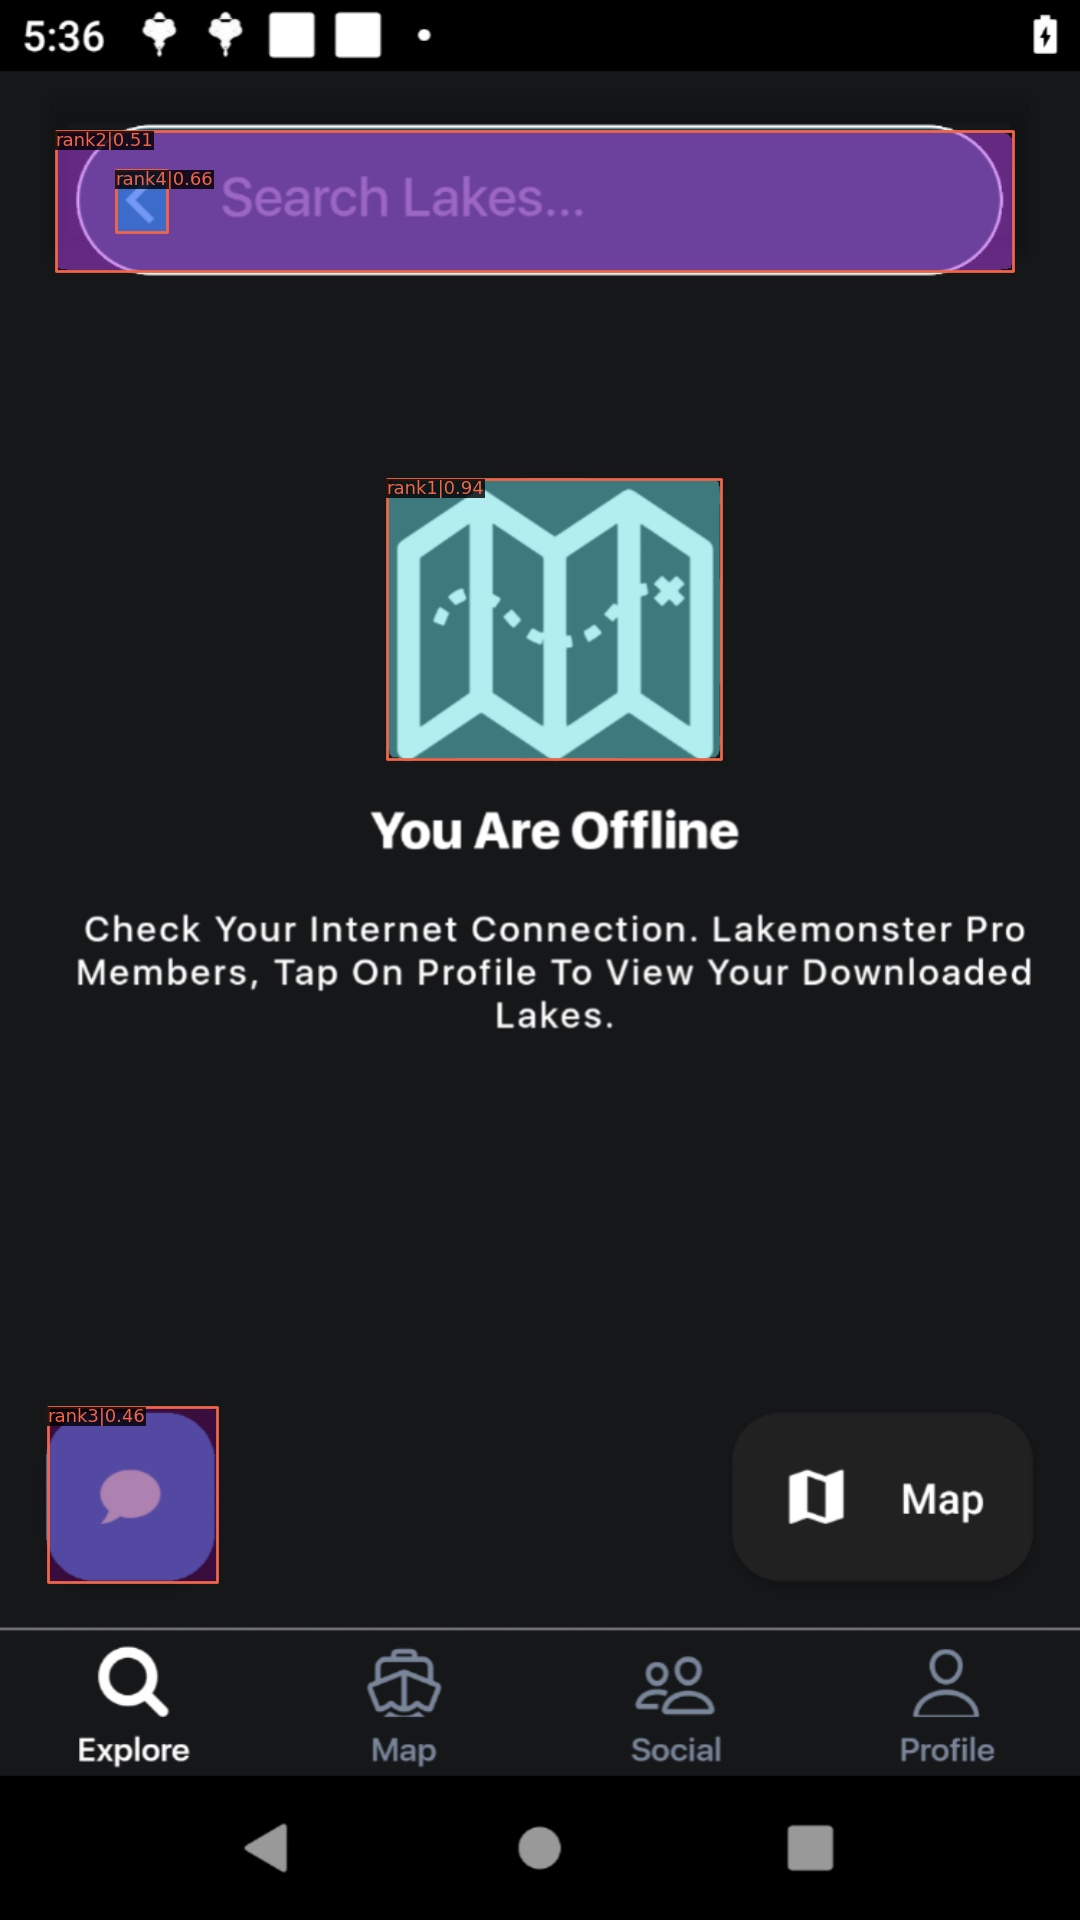 5:36
rank2|0.51
rank4|0.66
Search Lakes...
rank1|0.94
You Are Offline
Check Your Internet Connection. Lakemonster Pro
Members, Tap On Profile To View Your Downloaded
Lakes.
rank3|0.46
Map
Explore
Map
Social
Profile